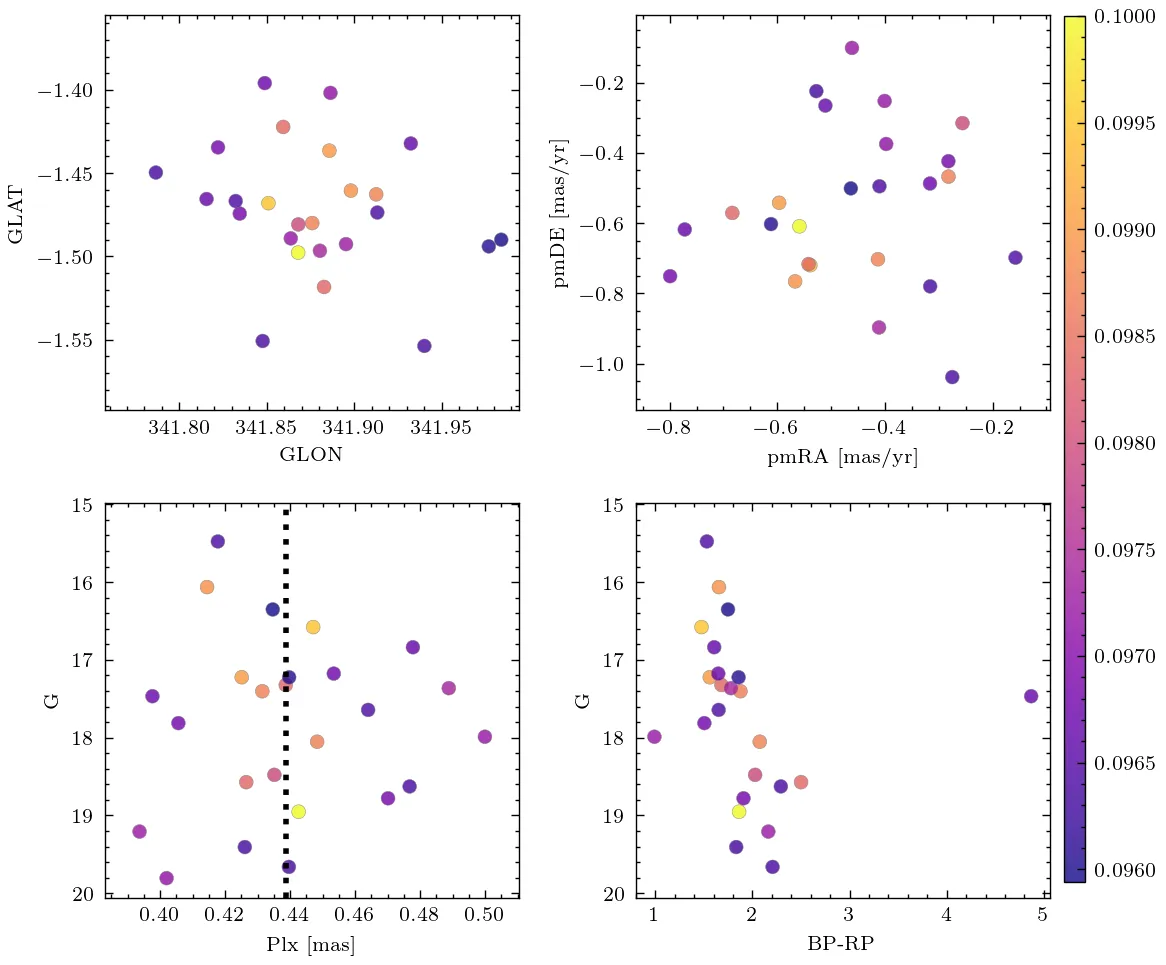 −1.40
−1.45
−1.50
−1.55
GLAT
341.80 341.85 341.90 341.95
GLON
−0.2
−0.4
−0.6
−0.8
−1.0
pmDE [mas/yr]
−0.8 −0.6 −0.4 −0.2
pmRA [mas/yr]
15
16
17
18
19
20
G
0.40 0.42 0.44 0.46 0.48 0.50
Plx [mas]
15
16
17
18
19
20
G
1 2 3 4 5
BP-RP
0.1000
0.0995
0.0990
0.0985
0.0980
0.0975
0.0970
0.0965
0.0960